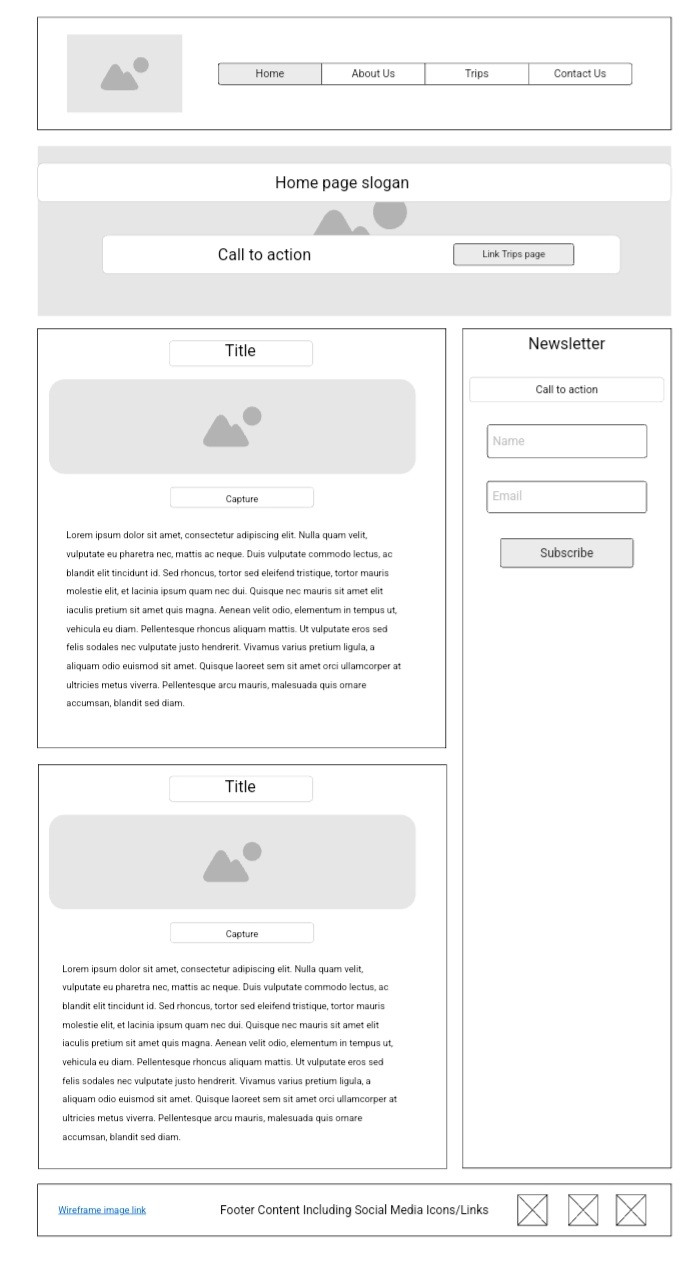 Home
About Us
Trips
Contact Us
Home page slogan
Call to action
Link Trips page
Title
Capture
Lorem ipsum dolor sit amet, consectetur adipiscing elit. Nulla quam velit,
vulputate eu pharetra nec, mattis ac neque. Duis vulputate commodo lectus, ac
blandit elit tincidunt id. Sed rhoncus, tortor sed eleifend tristique, tortor mauris
molestie elit, et lacinia ipsum quam nec dui. Quisque nec mauris sit amet elit
iaculis pretium sit amet quis magna. Aenean velit odio, elementum in tempus ut,
vehicula eu diam. Pellentesque rhoncus aliquam mattis. Ut vulputate eros sed
felis sodales nec vulputate justo hendrerit. Vivamus varius pretium ligula, a
aliquam odio euismod sit amet. Quisque laoreet sem sit amet orci ullamcorper at
ultricies metus viverra. Pellentesque arcu mauris, malesuada quis ornare
accumsan, blandit sed diam.
Newsletter
Call to action
Name
Email
Subscribe
Title
Capture
Lorem ipsum dolor sit amet, consectetur adipiscing elit. Nulla quam velit,
vulputate eu pharetra nec, mattis ac neque. Duis vulputate commodo lectus, ac
blandit elit tincidunt id. Sed rhoncus, tortor sed eleifend tristique, tortor mauris
molestie elit, et lacinia ipsum quam nec dui. Quisque nec mauris sit amet elit
iaculis pretium sit amet quis magna. Aenean velit odio, elementum in tempus ut,
vehicula eu diam. Pellentesque rhoncus aliquam mattis. Ut vulputate eros sed
felis sodales nec vulputate justo hendrerit. Vivamus varius pretium ligula, a
aliquam odio euismod sit amet. Quisque laoreet sem sit amet orci ullamcorper at
ultricies metus viverra. Pellentesque arcu mauris, malesuada quis ornare
accumsan, blandit sed diam.
Wireframe image link
Footer Content Including Social Media Icons/Links